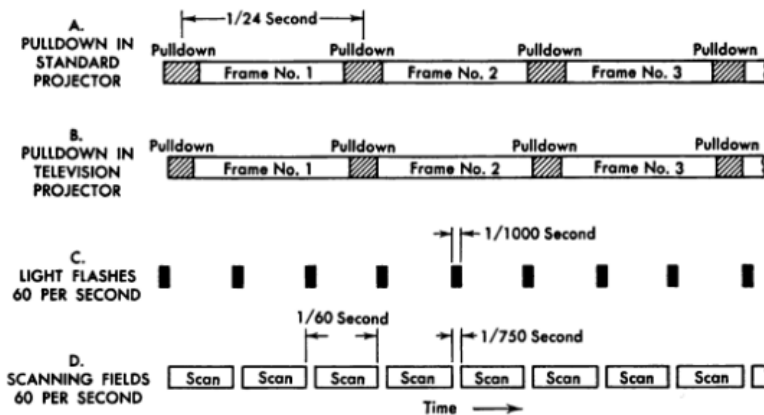 A.
PULLDOWN IN
STANDARD
PROJECTOR
1/24 Second
Pulldown Pulldown Pulldown Pulldown
Frame No. 1 Frame No. 2 Frame No. 3
B.
PULLDOWN IN
TELEVISION
PROJECTOR
Pulldown Pulldown Pulldown Pulldown
Frame No. 1 Frame No. 2 Frame No. 3
C.
LIGHT FLASHES
60 PER SECOND
1/1000 Second
D.
SCANNING FIELDS
60 PER SECOND
1/60 Second
1/750 Second
Scan Scan Scan Scan Scan Scan Scan Scan
Time